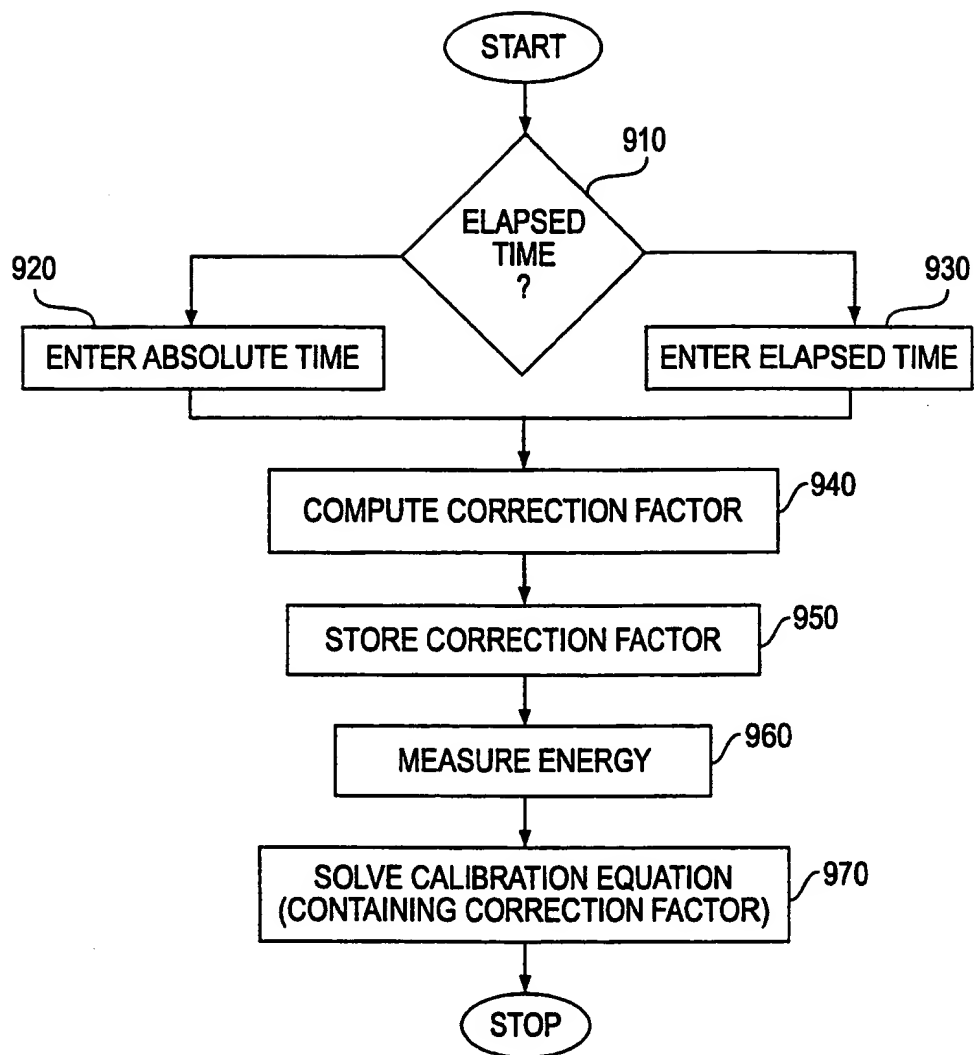 START
910
ELAPSED
TIME
?
920
930
ENTER ABSOLUTE TIME
ENTER ELAPSED TIME
940
COMPUTE CORRECTION FACTOR
950
STORE CORRECTION FACTOR
960
MEASURE ENERGY
970
SOLVE CALIBRATION EQUATION
(CONTAINING CORRECTION FACTOR)
STOP